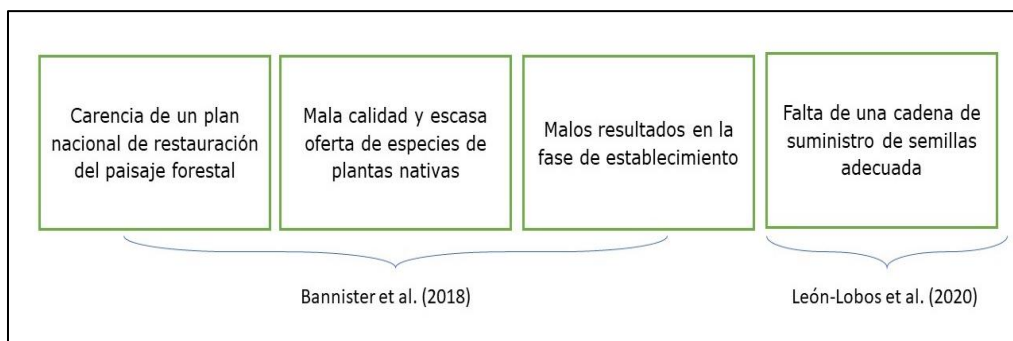 Carencia de un plan
nacional de restauración
del paisaje forestal
Mala calidad y escasa
oferta de especies de
plantas nativas
Malos resultados en la
fase de establecimiento
Falta de una cadena de
suministro de semillas
adecuada
Bannister et al. (2018)
León-Lobos et al. (2020)